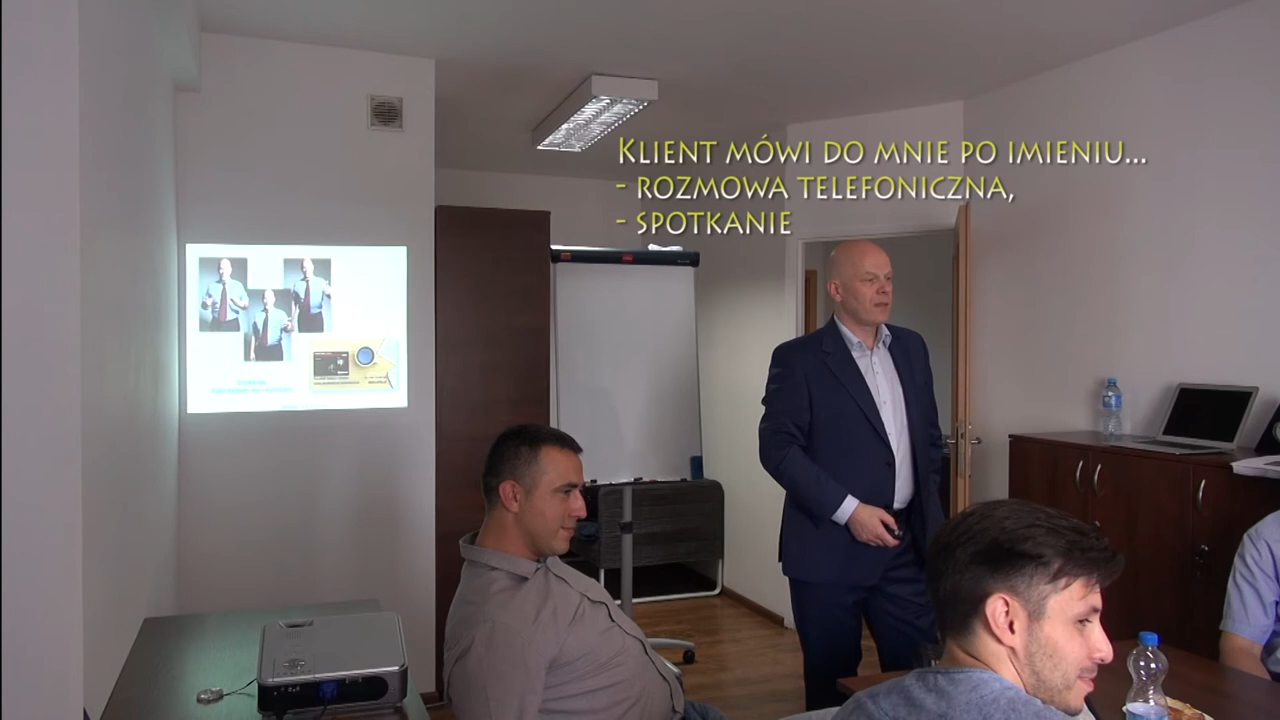 Klient mówi do mnie po imieniu...
- rozmowa telefoniczna,
- spotkanie